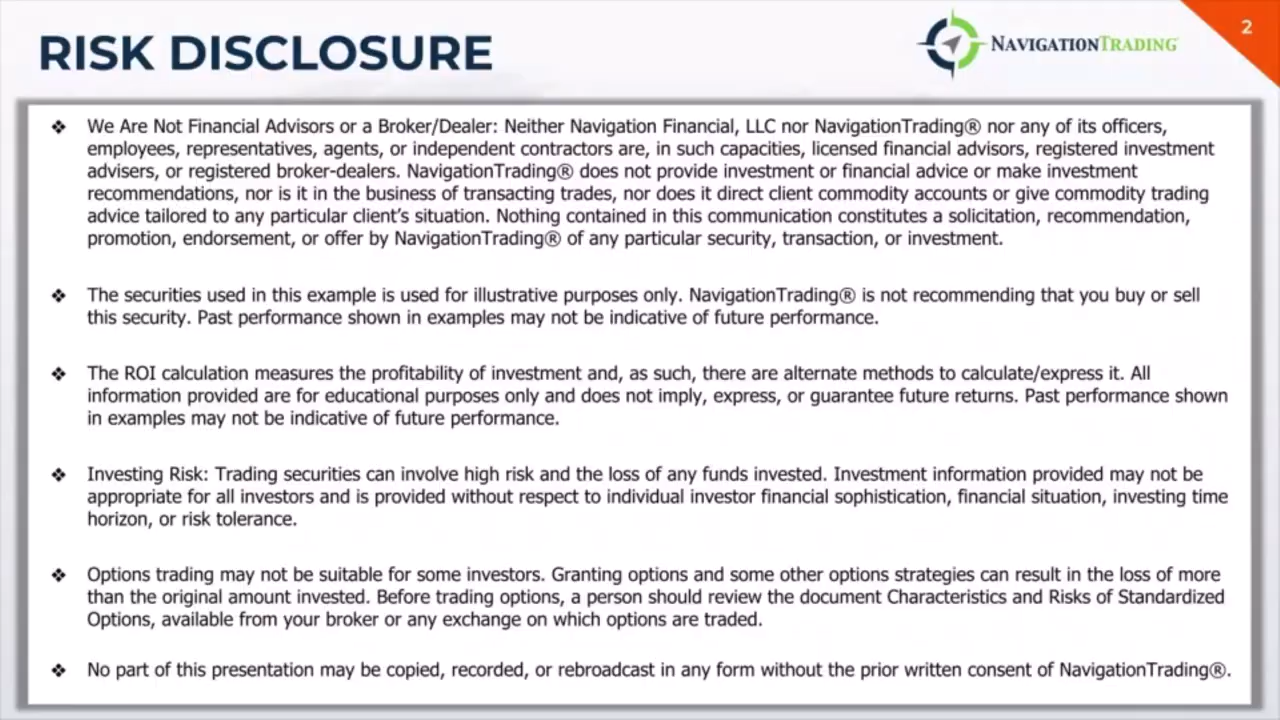 RISK DISCLOSURE
NAVIGATIONTRADING®
2
❖ We Are Not Financial Advisors or a Broker/Dealer: Neither Navigation Financial, LLC nor NavigationTrading® nor any of its officers,
employees, representatives, agents, or independent contractors are, in such capacities, licensed financial advisors, registered investment
advisers, or registered broker-dealers. NavigationTrading® does not provide investment or financial advice or make investment
recommendations, nor is it in the business of transacting trades, nor does it direct client commodity accounts or give commodity trading
advice tailored to any particular client's situation. Nothing contained in this communication constitutes a solicitation, recommendation,
promotion, endorsement, or offer by NavigationTrading® of any particular security, transaction, or investment.
❖ The securities used in this example is used for illustrative purposes only. NavigationTrading® is not recommending that you buy or sell
this security. Past performance shown in examples may not be indicative of future performance.
❖ The ROI calculation measures the profitability of investment and, as such, there are alternate methods to calculate/express it. All
information provided are for educational purposes only and does not imply, express, or guarantee future returns. Past performance shown
in examples may not be indicative of future performance.
❖ Investing Risk: Trading securities can involve high risk and the loss of any funds invested. Investment information provided may not be
appropriate for all investors and is provided without respect to individual investor financial sophistication, financial situation, investing time
horizon, or risk tolerance.
❖ Options trading may not be suitable for some investors. Granting options and some other options strategies can result in the loss of more
than the original amount invested. Before trading options, a person should review the document Characteristics and Risks of Standardized
Options, available from your broker or any exchange on which options are traded.
❖ No part of this presentation may be copied, recorded, or rebroadcast in any form without the prior written consent of NavigationTrading®.